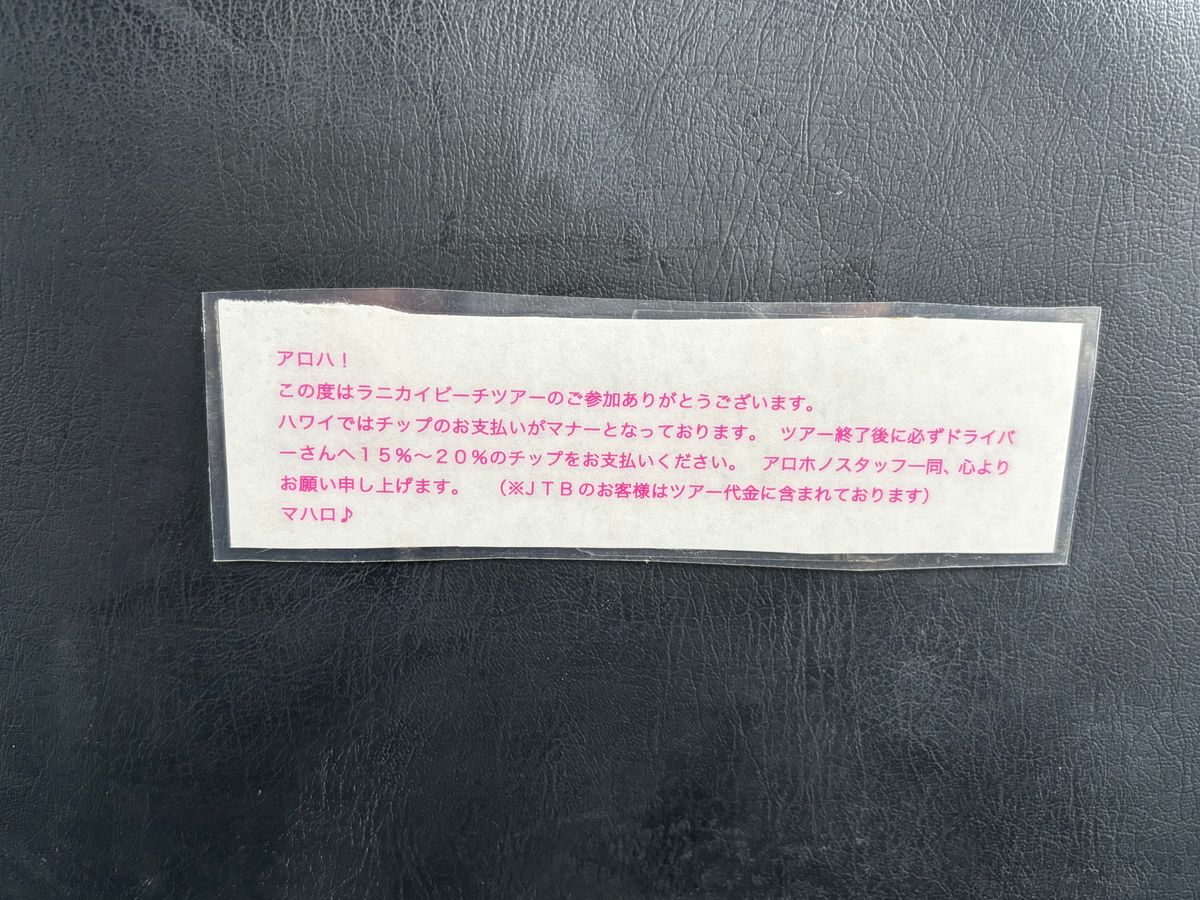 アロハ！
この度はラニカイビーチツアーのご参加ありがとうございます。
ハワイではチップのお支払いがマナーとなっております。　ツアー終了後に必ずドライバ
ーさんへ１５％～２０％のチップをお支払いください。　アロホノスタッフ一同、心より
お願い申し上げます。　（※ＪＴＢのお客様はツアー代金に含まれております）
マハロ♪